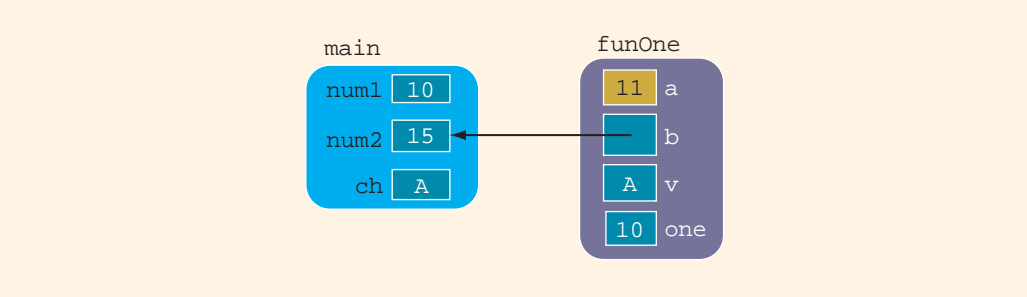 main
num1 10
num2 15
ch A
funOne
11 a
b
A v
10 one